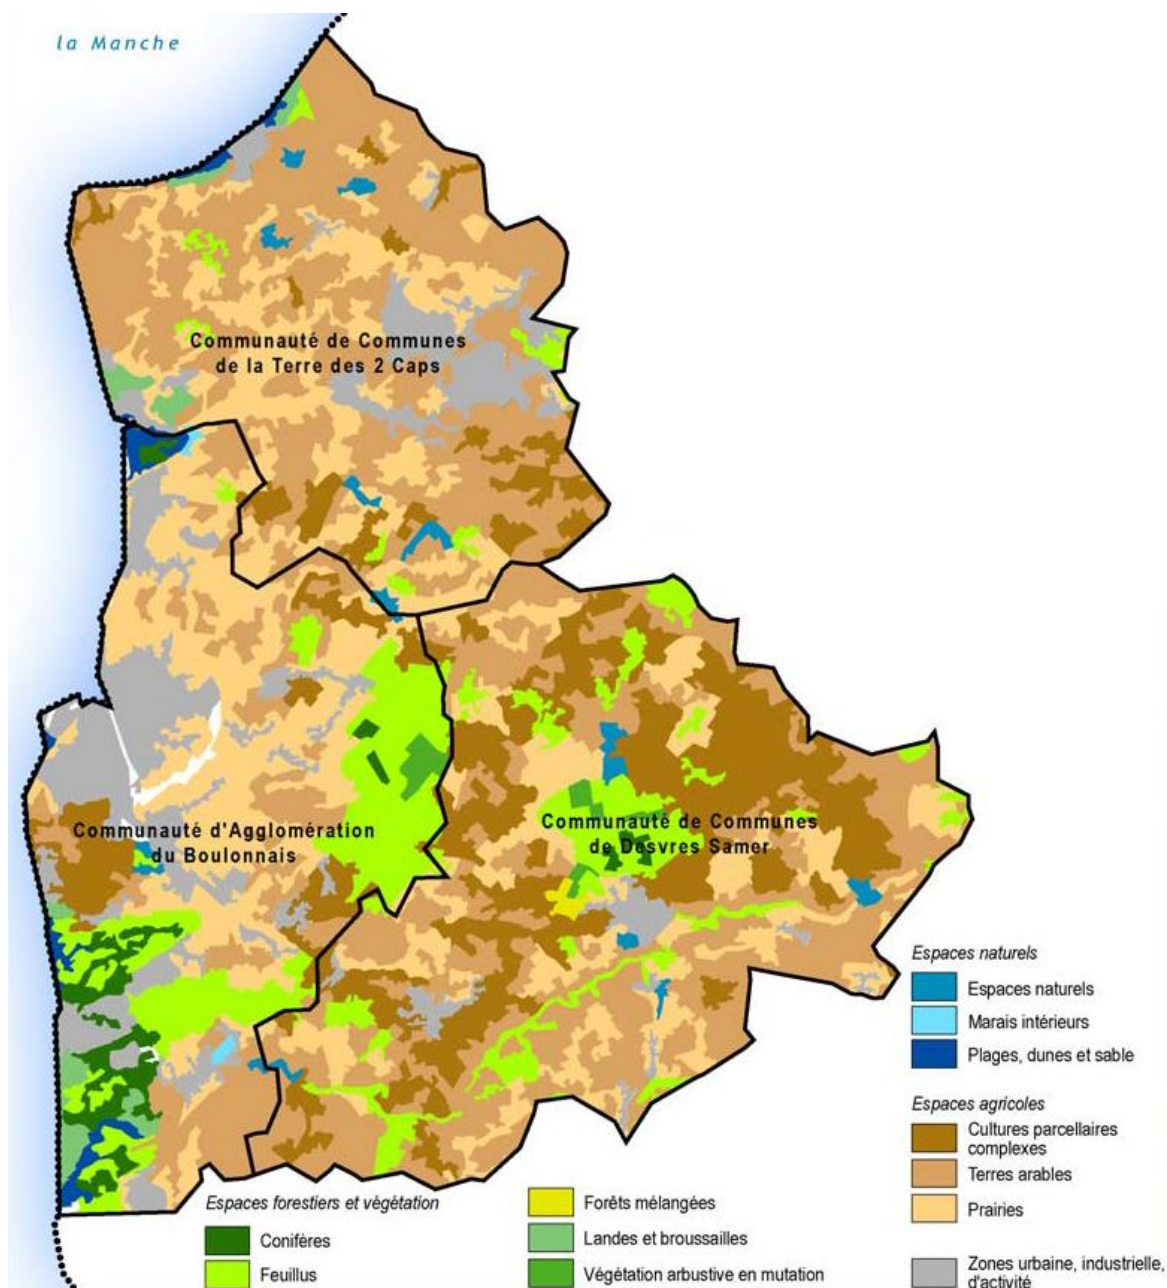 la Manche
Communauté de Communes
de la Terre des 2 Caps
Communauté d'Agglomération
du Boulonnais
Communauté de Communes
de Desvres Samer
Espaces naturels
Espaces naturels
Marais intérieurs
Plages, dunes et sable
Espaces agricoles
Cultures parcellaires
complexes
Terres arables
Prairies
Zones urbaine, industrielle,
d'activité
Espaces forestiers et végétation
Conifères
Feuillus
Forêts mélangées
Landes et broussailles
Végétation arbustive en mutation